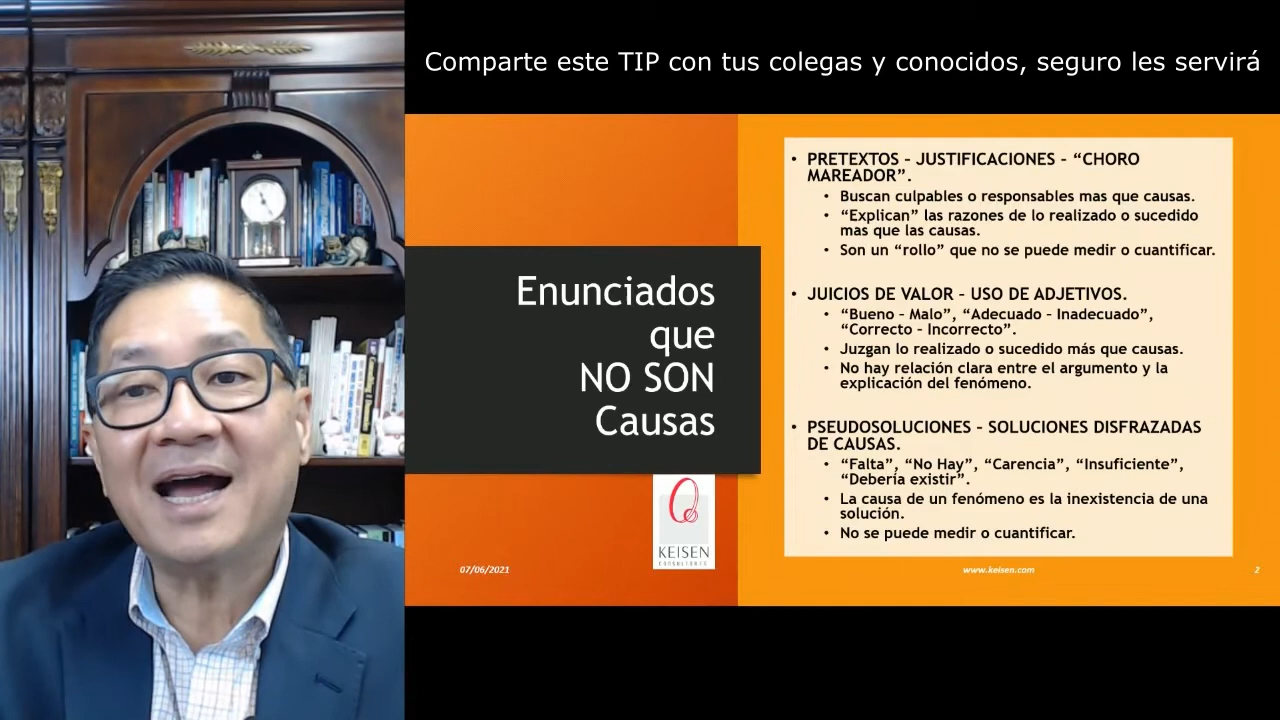 Comparte este TIP con tus colegas y conocidos, seguro les servirá
Enunciados
que
NO SON
Causas
• PRETEXTOS – JUSTIFICACIONES – “CHORO
MAREADOR”.
• Buscan culpables o responsables mas que causas.
• “Explican” las razones de lo realizado o sucedido
mas que las causas.
• Son un “rollo” que no se puede medir o cuantificar.
• JUICIOS DE VALOR – USO DE ADJETIVOS.
• “Bueno – Malo”, “Adecuado – Inadecuado”,
“Correcto – Incorrecto”.
• Juzgan lo realizado o sucedido más que causas.
• No hay relación clara entre el argumento y la
explicación del fenómeno.
• PSEUDOSOLUCIONES – SOLUCIONES DISFRAZADAS
DE CAUSAS.
• “Falta”, “No Hay”, “Carencia”, “Insuficiente”,
“Debería existir”.
• La causa de un fenómeno es la inexistencia de una
solución.
• No se puede medir o cuantificar.
KEISEN
CONSULTORES
07/06/2021
www.keisen.com
2